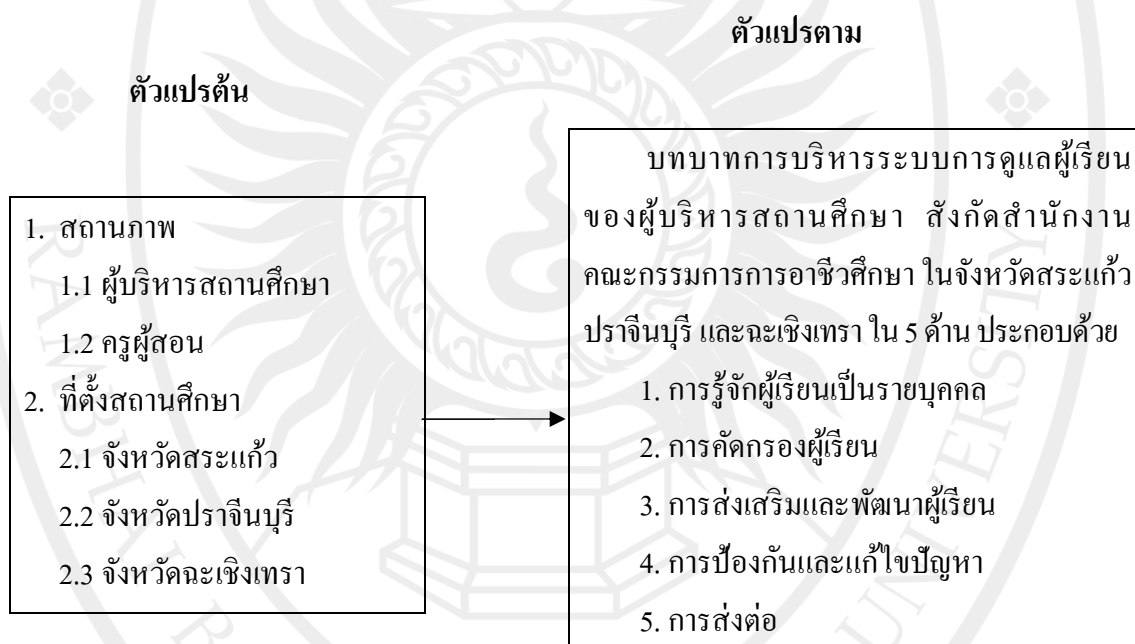 ตัวแปรตาม
ตัวแปรต้น
1. สถานภาพ
1.1 ผู้บริหารสถานศึกษา
1.2 ครูผู้สอน
2. ที่ตั้งสถานศึกษา
2.1 จังหวัดสระแก้ว
2.2 จังหวัดปราจีนบุรี
2.3 จังหวัดฉะเชิงเทรา
บทบาทการบริหารระบบการดูแลผู้เรียน
ของผู้บริหารสถานศึกษา สังกัดสำนักงาน
คณะกรรมการการอาชีวศึกษา ในจังหวัดสระแก้ว
ปราจีนบุรี และฉะเชิงเทรา ใน 5 ด้าน ประกอบด้วย
1. การรู้จักผู้เรียนเป็นรายบุคคล
2. การคัดกรองผู้เรียน
3. การส่งเสริมและพัฒนาผู้เรียน
4. การป้องกันและแก้ไขปัญหา
5. การส่งต่อ